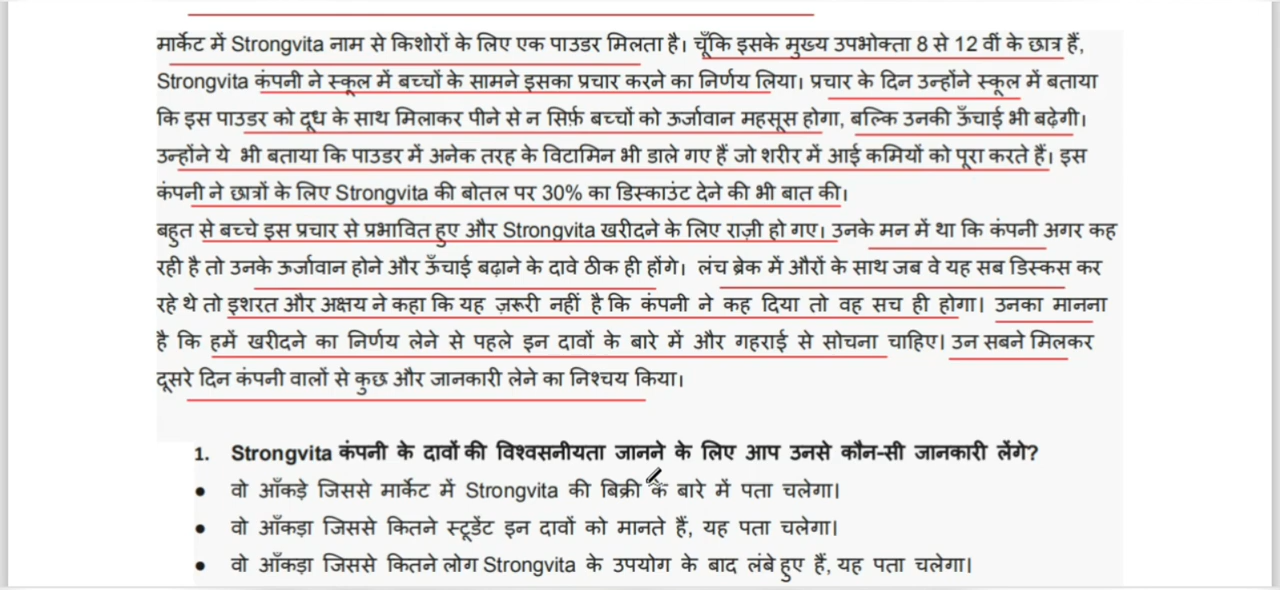 मार्केट में Strongvita नाम से किशोरों के लिए एक पाउडर मिलता है। चूँकि इसके मुख्य उपभोक्ता 8 से 12 वीं के छात्र हैं,
Strongvita कंपनी ने स्कूल में बच्चों के सामने इसका प्रचार करने का निर्णय लिया। प्रचार के दिन उन्होंने स्कूल में बताया
कि इस पाउडर को दूध के साथ मिलाकर पीने से न सिर्फ़ बच्चों को ऊर्जावान महसूस होगा, बल्कि उनकी ऊँचाई भी बढ़ेगी।
उन्होंने ये भी बताया कि पाउडर में अनेक तरह के विटामिन भी डाले गए हैं जो शरीर में आई कमियों को पूरा करते हैं। इस
कंपनी ने छात्रों के लिए Strongvita की बोतल पर 30% का डिस्काउंट देने की भी बात की।
बहुत से बच्चे इस प्रचार से प्रभावित हुए और Strongvita खरीदने के लिए राज़ी हो गए। उनके मन में था कि कंपनी अगर कह
रही है तो उनके ऊर्जावान होने और ऊँचाई बढ़ाने के दावे ठीक ही होंगे। लंच ब्रेक में औरों के साथ जब वे यह सब डिस्कस कर
रहे थे तो इशरत और अक्षय ने कहा कि यह ज़रूरी नहीं है कि कंपनी ने कह दिया तो वह सच ही होगा। उनका मानना
है कि हमें खरीदने का निर्णय लेने से पहले इन दावों के बारे में और गहराई से सोचना चाहिए। उन सबने मिलकर
दूसरे दिन कंपनी वालों से कुछ और जानकारी लेने का निश्चय किया।
1. Strongvita कंपनी के दावों की विश्वसनीयता जानने के लिए आप उनसे कौन-सी जानकारी लेंगे?
● वो आँकड़े जिससे मार्केट में Strongvita की बिक्री के बारे में पता चलेगा।
● वो आँकड़ा जिससे कितने स्टूडेंट इन दावों को मानते हैं, यह पता चलेगा।
● वो आँकड़ा जिससे कितने लोग Strongvita के उपयोग के बाद लंबे हुए हैं, यह पता चलेगा।